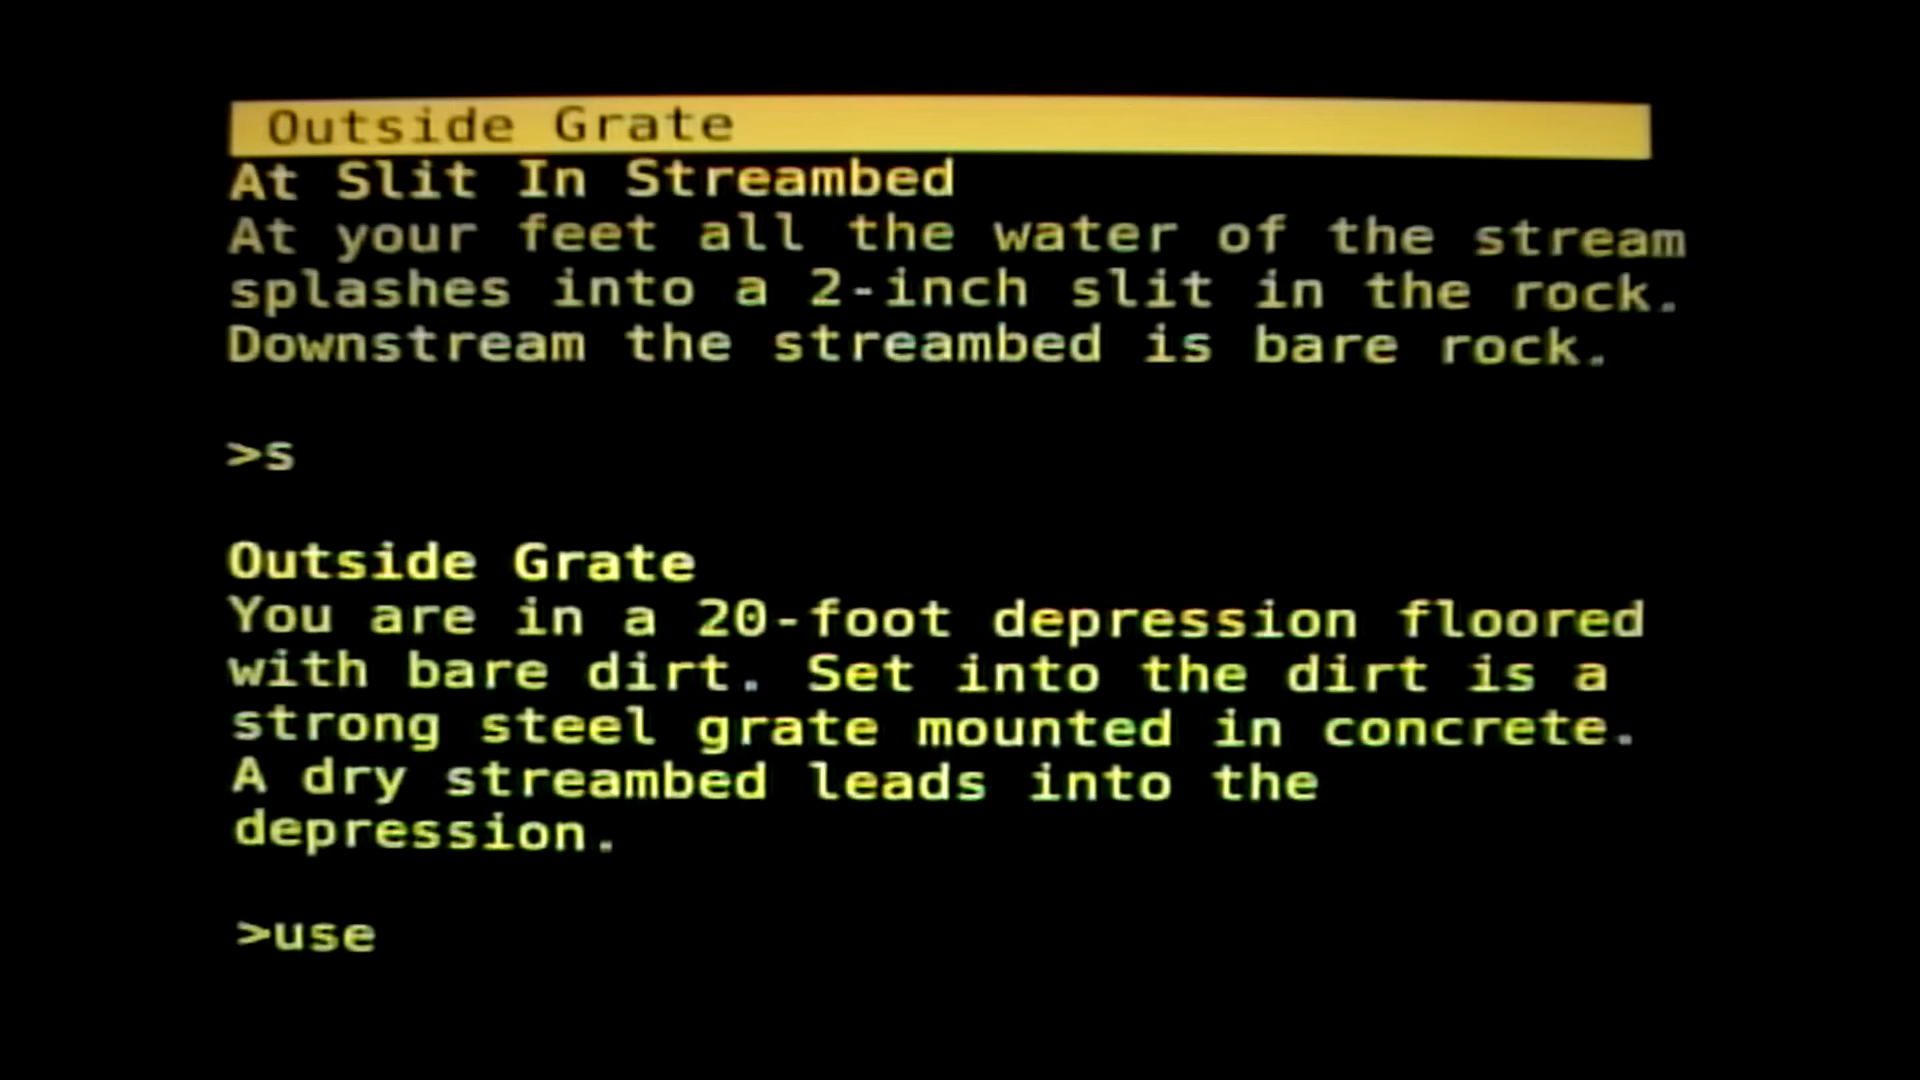 Outside Grate
At Slit In Streambed
At your feet all the water of the stream
splashes into a 2-inch slit in the rock.
Downstream the streambed is bare rock.
>s
Outside Grate
You are in a 20-foot depression floored
with bare dirt. Set into the dirt is a
strong steel grate mounted in concrete.
A dry streambed leads into the
depression.
>use